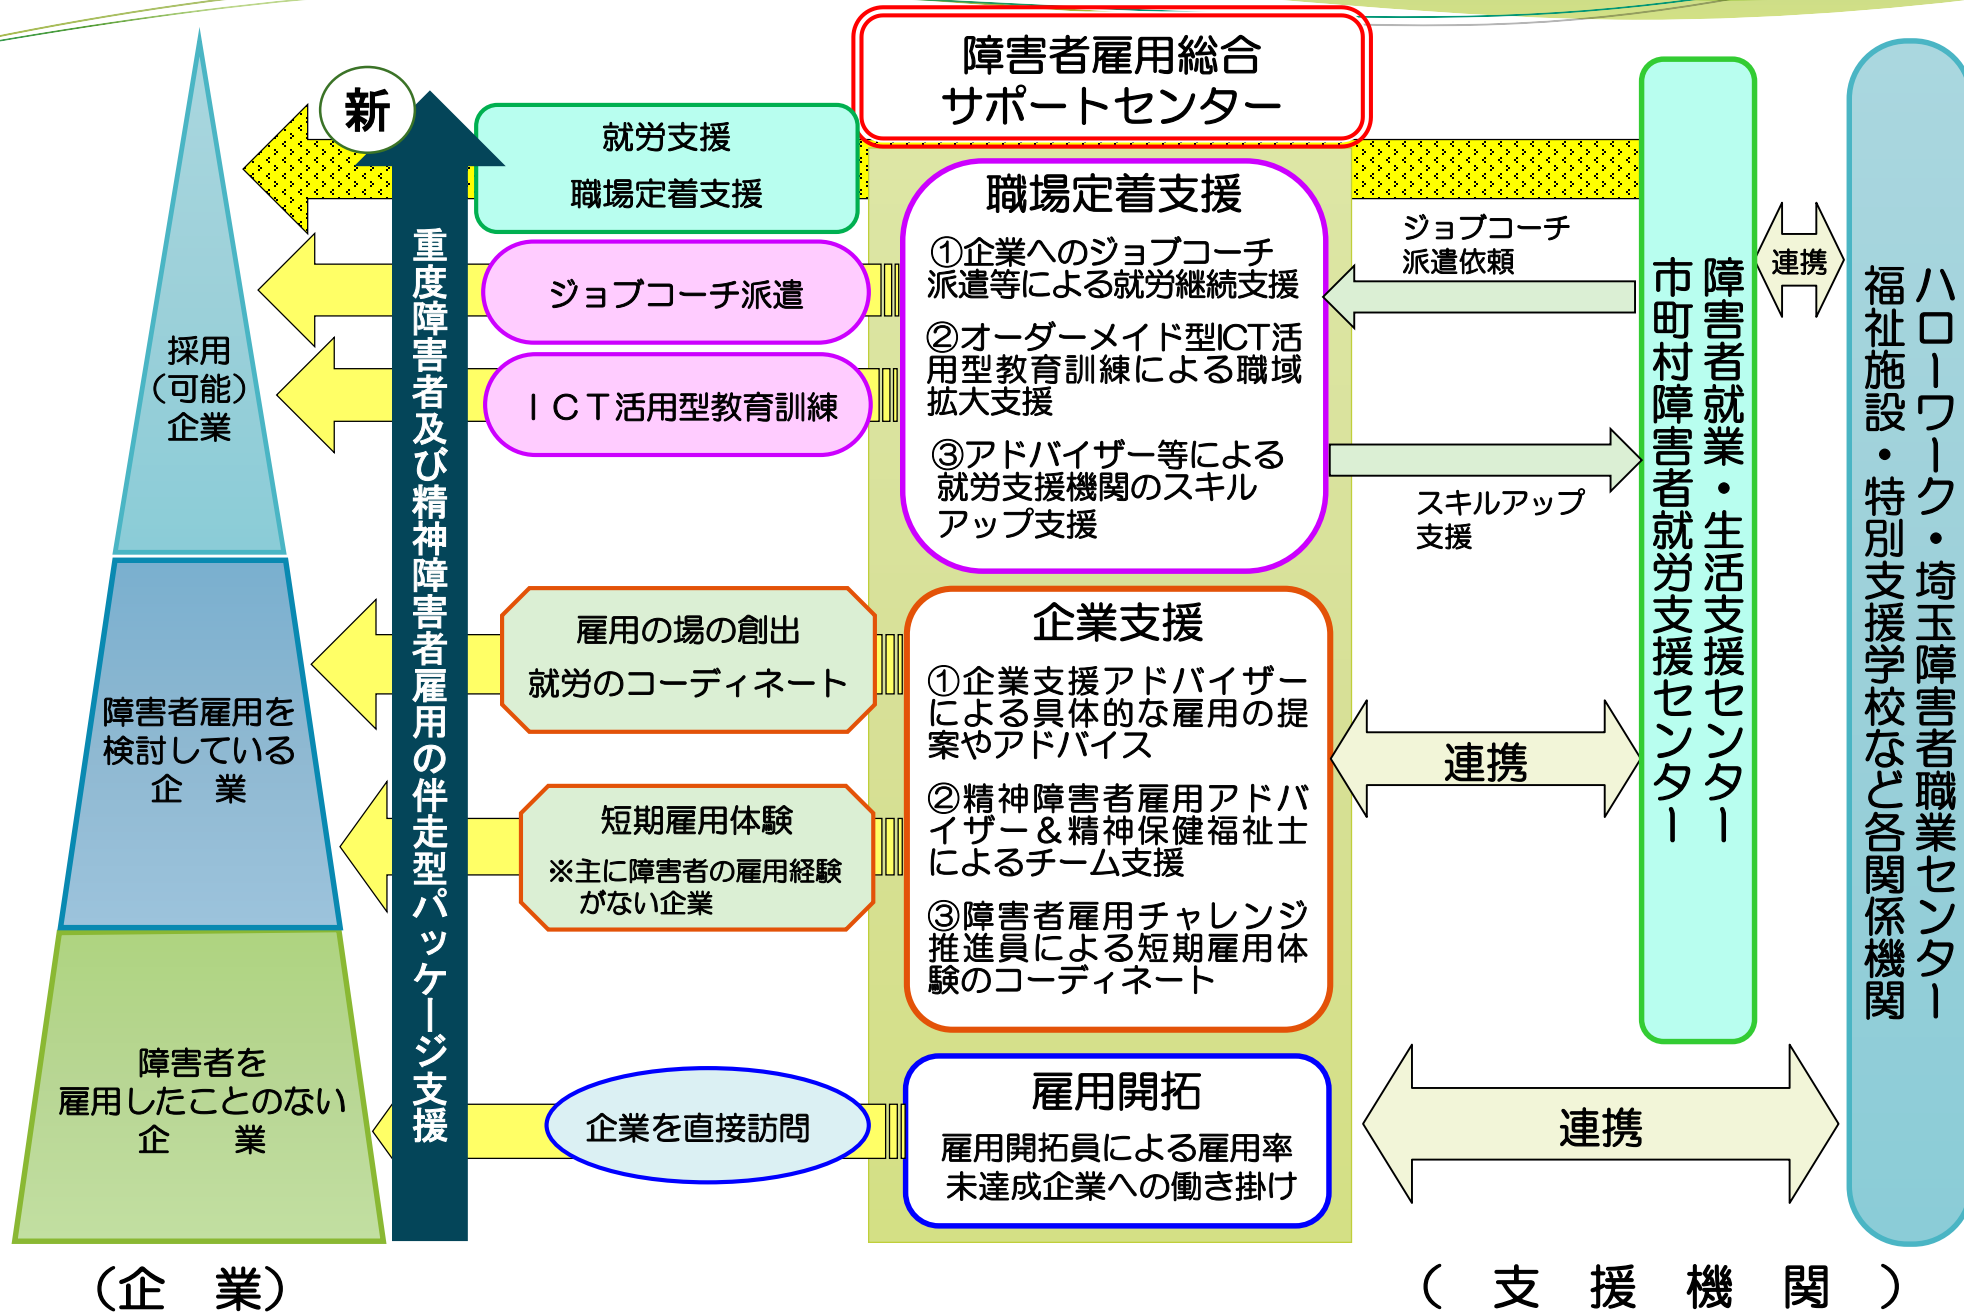 障害者雇用総合
サポートセンター
新
就労支援
職場定着支援
ジョブコーチ派遣
ＩＣＴ活用型教育訓練
雇用の場の創出
就労のコーディネート
短期雇用体験
※主に障害者の雇用経験
がない企業
企業を直接訪問
重度障害者及び精神障害者雇用の伴走型パッケージ支援
採用
（可能）
企業
障害者雇用を
検討している
企　業
障害者を
雇用したことのない
企　　業
（企　業）
職場定着支援
①企業へのジョブコーチ
派遣等による就労継続支援
②オーダーメイド型ICT活
用型教育訓練による職域
拡大支援
③アドバイザー等による
就労支援機関のスキル
アップ支援
企業支援
①企業支援アドバイザー
による具体的な雇用の提
案やアドバイス
②精神障害者雇用アドバ
イザー＆精神保健福祉士
によるチーム支援
③障害者雇用チャレンジ
推進員による短期雇用体
験のコーディネート
雇用開拓
雇用開拓員による雇用率
未達成企業への働き掛け
ジョブコーチ
派遣依頼
スキルアップ
支援
連携
連携
連携
障害者就業・生活支援センター
市町村障害者就労支援センター
ハローワーク・埼玉障害者職業センター
福祉施設・特別支援学校など各関係機関
（　支　援　機　関　）